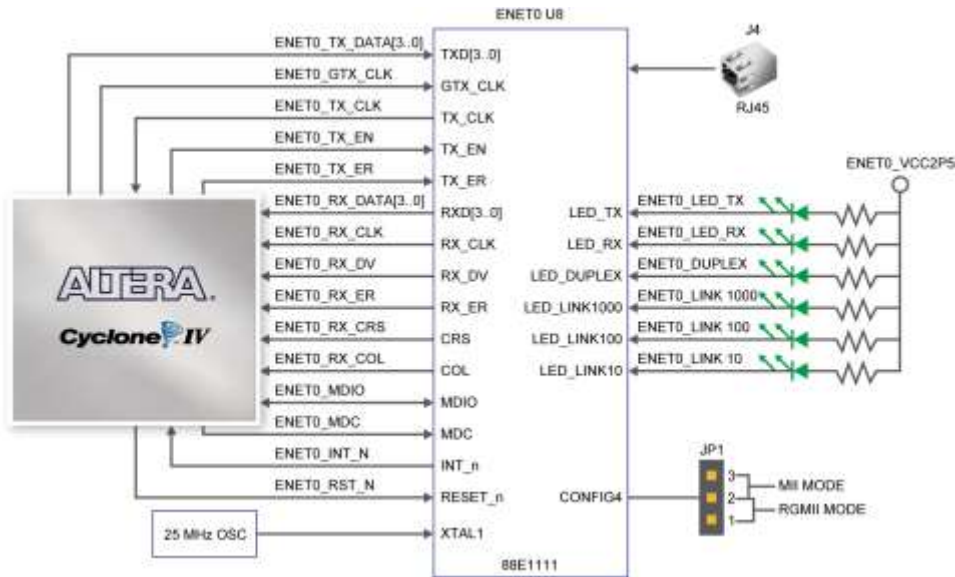 ENET0 U8
ENET0_TX_DATA[3..0] TXD[3..0]
ENET0_GTX_CLK GTX_CLK
ENET0_TX_CLK TX_CLK
ENET0_TX_EN TX_EN
ENET0_TX_ER TX_ER
ENET0_RX_DATA[3..0] RXD[3..0]
ENET0_RX_CLK RX_CLK
ENET0_RX_DV RX_DV
ENET0_RX_ER RX_ER
ENET0_RX_CRS CRS
ENET0_RX_COL COL
ENET0_MDIO MDIO
ENET0_MDC MDC
ENET0_INT_N INT_n
ENET0_RST_N RESET_n
25 MHz OSC XTAL1
ALTERA.
Cyclone IV
J4
RJ45
ENET0_VCC2P5
LED_TX ENET0_LED_TX
LED_RX ENET0_LED_RX
LED_DUPLEX ENET0_DUPLEX
LED_LINK1000 ENET0_LINK 1000
LED_LINK100 ENET0_LINK 100
LED_LINK10 ENET0_LINK 10
JP1
3
MII MODE
CONFIG4 2
RGMII MODE
1
88E1111